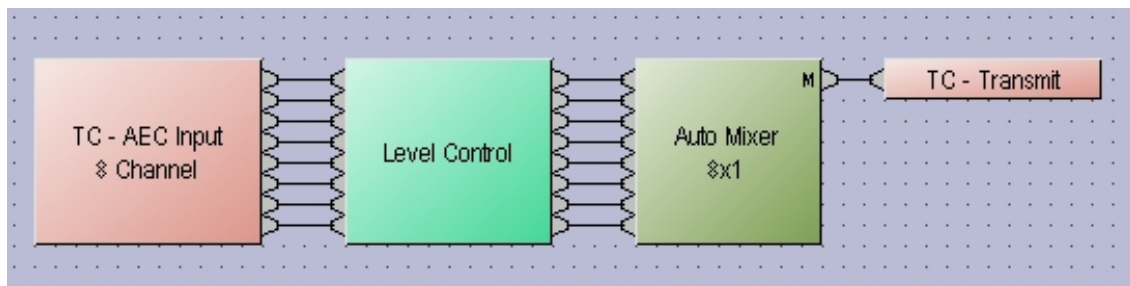 TC - AEC Input
8 Channel
Level Control
Auto Mixer
8x1
M
TC - Transmit